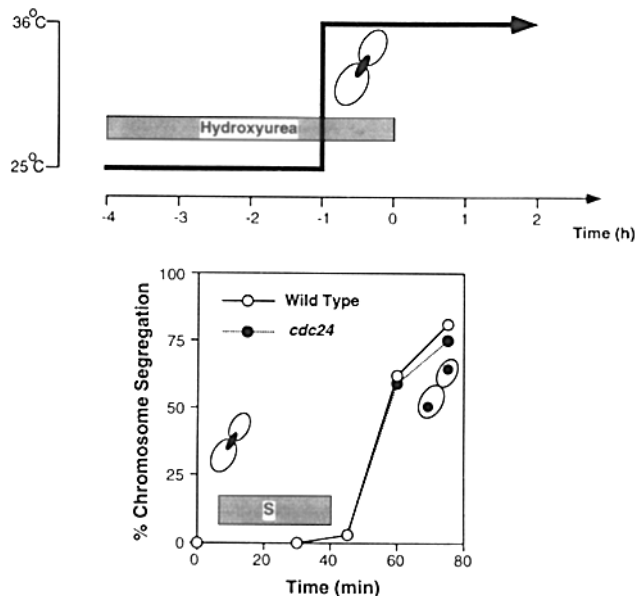 36°C
Hydroxyurea
25°C
-4 -3 -2 -1 0 1 2
Time (h)
100
Wild Type
cdc24
75
50
25
S
0
0 20 40 60 80
% Chromosome Segregation
Time (min)